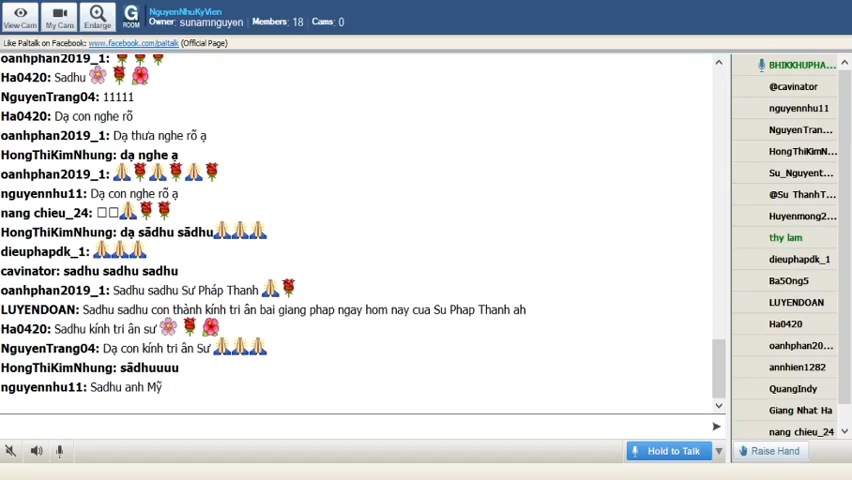 NguyenNhuKyVien
Owner: sunamnguyen Members: 18 Cams: 0
View Cam My Cam Enlarge G ROOM
Like Paltalk on Facebook: www.facebook.com/paltalk (Official Page)
oanhphan2019_1:
Ha0420: Sadhu
NguyenTrang04: 11111
Ha0420: Dạ con nghe rõ
oanhphan2019_1: Dạ thưa nghe rõ ạ
HongThiKimNhung: dạ nghe ạ
oanhphan2019_1:
nguyennhu11: Dạ con nghe rõ ạ
nang chieu_24:
HongThiKimNhung: dạ sādhu sādhu
dieuphapdk_1:
cavinator: sadhu sadhu sadhu
oanhphan2019_1: Sadhu sadhu Sư Pháp Thanh
LUYENDOAN: Sadhu sadhu con thành kính tri ân bai giang phap ngay hom nay cua Su Phap Thanh ah
Ha0420: Sadhu kính tri ân sư
NguyenTrang04: Dạ con kính tri ân Sư
HongThiKimNhung: sādhuuuu
nguyennhu11: Sadhu anh Mỹ
Hold to Talk
BHIKKHUPHA...
@cavinator
nguyennhu11
NguyenTran...
HongThiKimN...
Su_Nguyent...
@Su ThanhT...
Huyenmong2...
thy lam
dieuphapdk_1
Ba5Ong5
LUYENDOAN
Ha0420
oanhphan20...
annhien1282
QuangIndy
Giang Nhat Ha
nang chieu_24
Raise Hand